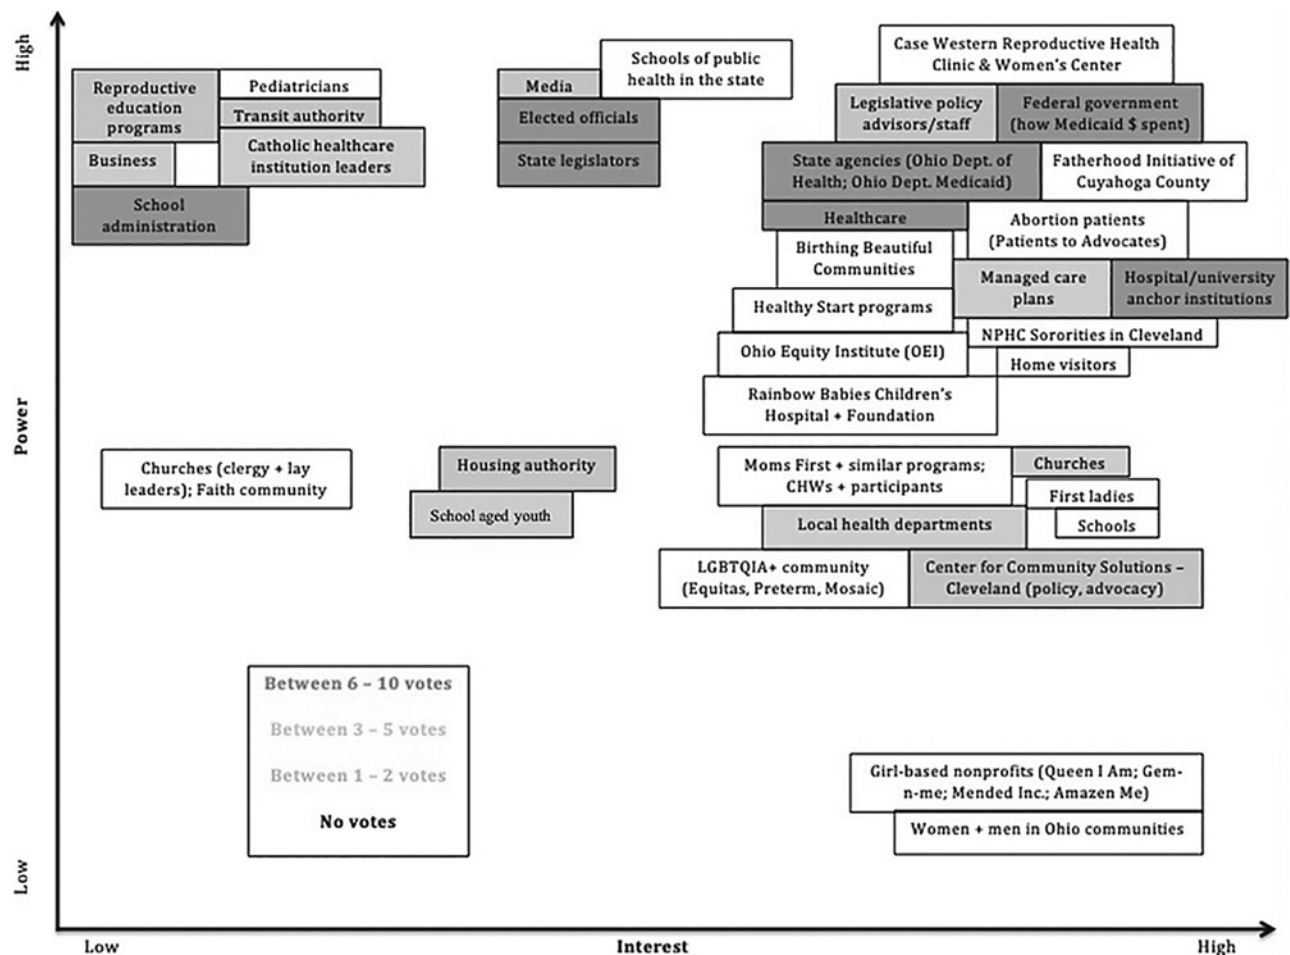 High
Case Western Reproductive Health
Clinic & Women's Center
Schools of public
health in the state
Reproductive
education
programs
Pediatricians
Transit authority
Media
Legislative policy
advisors/staff
Federal government
(how Medicaid $ spent)
Elected officials
Business
Catholic healthcare
institution leaders
State legislators
State agencies (Ohio Dept. of
Health; Ohio Dept. Medicaid)
Fatherhood Initiative of
Cuyahoga County
School
administration
Healthcare
Abortion patients
(Patients to Advocates)
Birthing Beautiful
Communities
Managed care
plans
Hospital/university
anchor institutions
Healthy Start programs
NPHC Sororities in Cleveland
Ohio Equity Institute (OEI)
Home visitors
Rainbow Babies Children's
Hospital + Foundation
Power
Churches (clergy + lay
leaders); Faith community
Housing authority
School aged youth
Moms First + similar programs;
CHWs + participants
Churches
First ladies
Local health departments
Schools
LGBTQIA+ community
(Equitas, Preterm, Mosaic)
Center for Community Solutions –
Cleveland (policy, advocacy)
Between 6 – 10 votes
Between 3 – 5 votes
Between 1 – 2 votes
No votes
Girl-based nonprofits (Queen I Am; Gem-
n-me; Mended Inc.; Amazen Me)
Women + men in Ohio communities
Low
Low
Interest
High